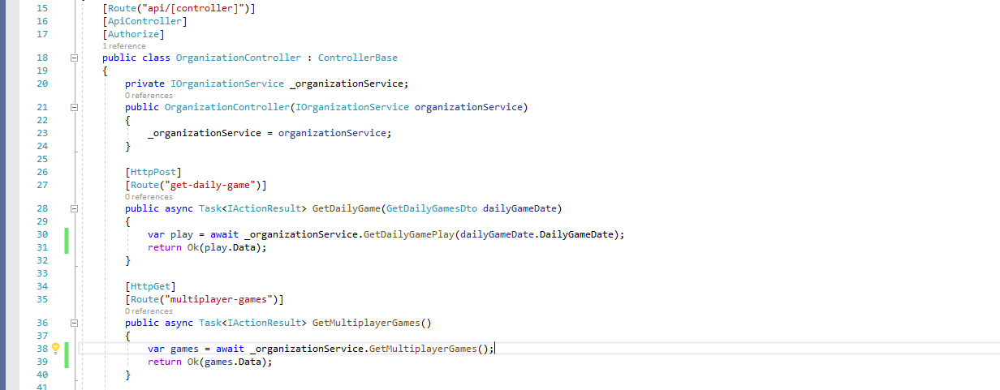 15 [Route("api/[controller]")]
16 [ApiController]
17 [Authorize]
1 reference
18 public class OrganizationController : ControllerBase
19 {
20 private IOrganizationService _organizationService;
0 references
21 public OrganizationController(IOrganizationService organizationService)
22 {
23 _organizationService = organizationService;
24 }
25
26 [HttpPost]
27 [Route("get-daily-game")]
0 references
28 public async Task<IActionResult> GetDailyGame(GetDailyGamesDto dailyGameDate)
29 {
30 var play = await _organizationService.GetDailyGamePlay(dailyGameDate.DailyGameDate);
31 return Ok(play.Data);
32 }
33
34 [HttpGet]
35 [Route("multiplayer-games")]
0 references
36 public async Task<IActionResult> GetMultiplayerGames()
37 {
38 var games = await _organizationService.GetMultiplayerGames();
39 return Ok(games.Data);
40 }
41